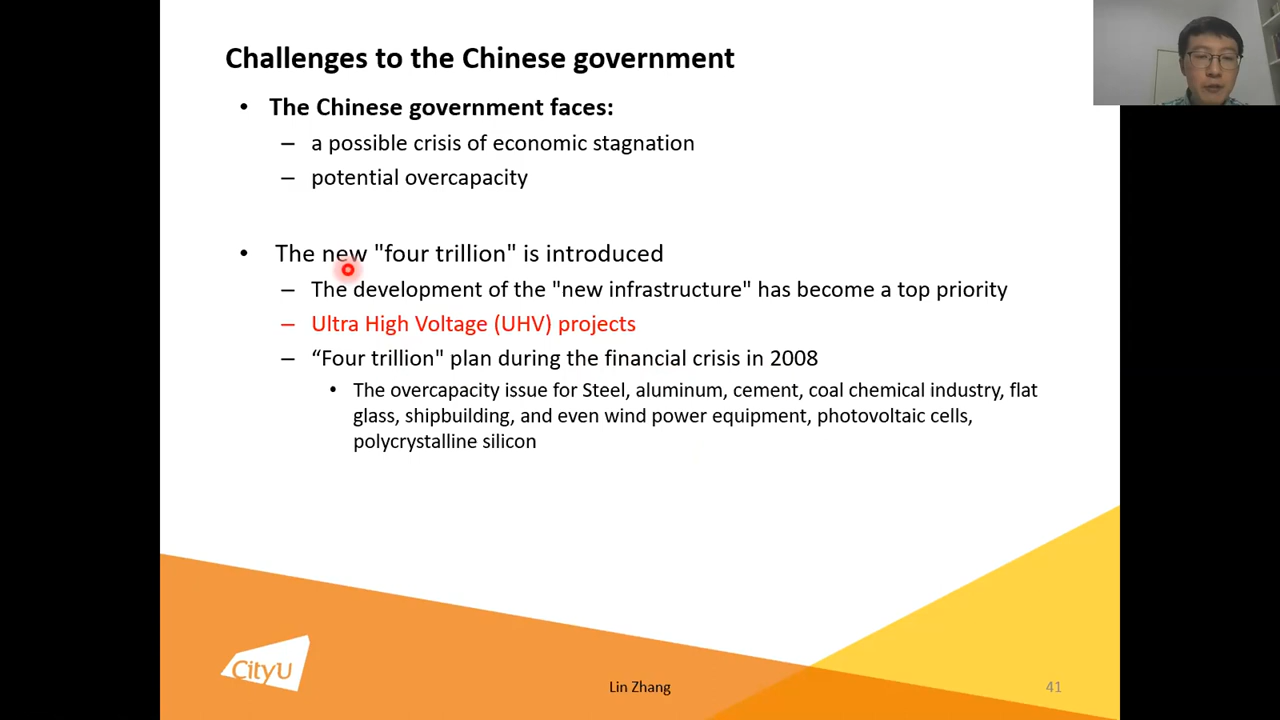 Challenges to the Chinese government
• The Chinese government faces:
– a possible crisis of economic stagnation
– potential overcapacity
• The new "four trillion" is introduced
– The development of the "new infrastructure" has become a top priority
– Ultra High Voltage (UHV) projects
– “Four trillion" plan during the financial crisis in 2008
• The overcapacity issue for Steel, aluminum, cement, coal chemical industry, flat
glass, shipbuilding, and even wind power equipment, photovoltaic cells,
polycrystalline silicon
CityU
Lin Zhang
41